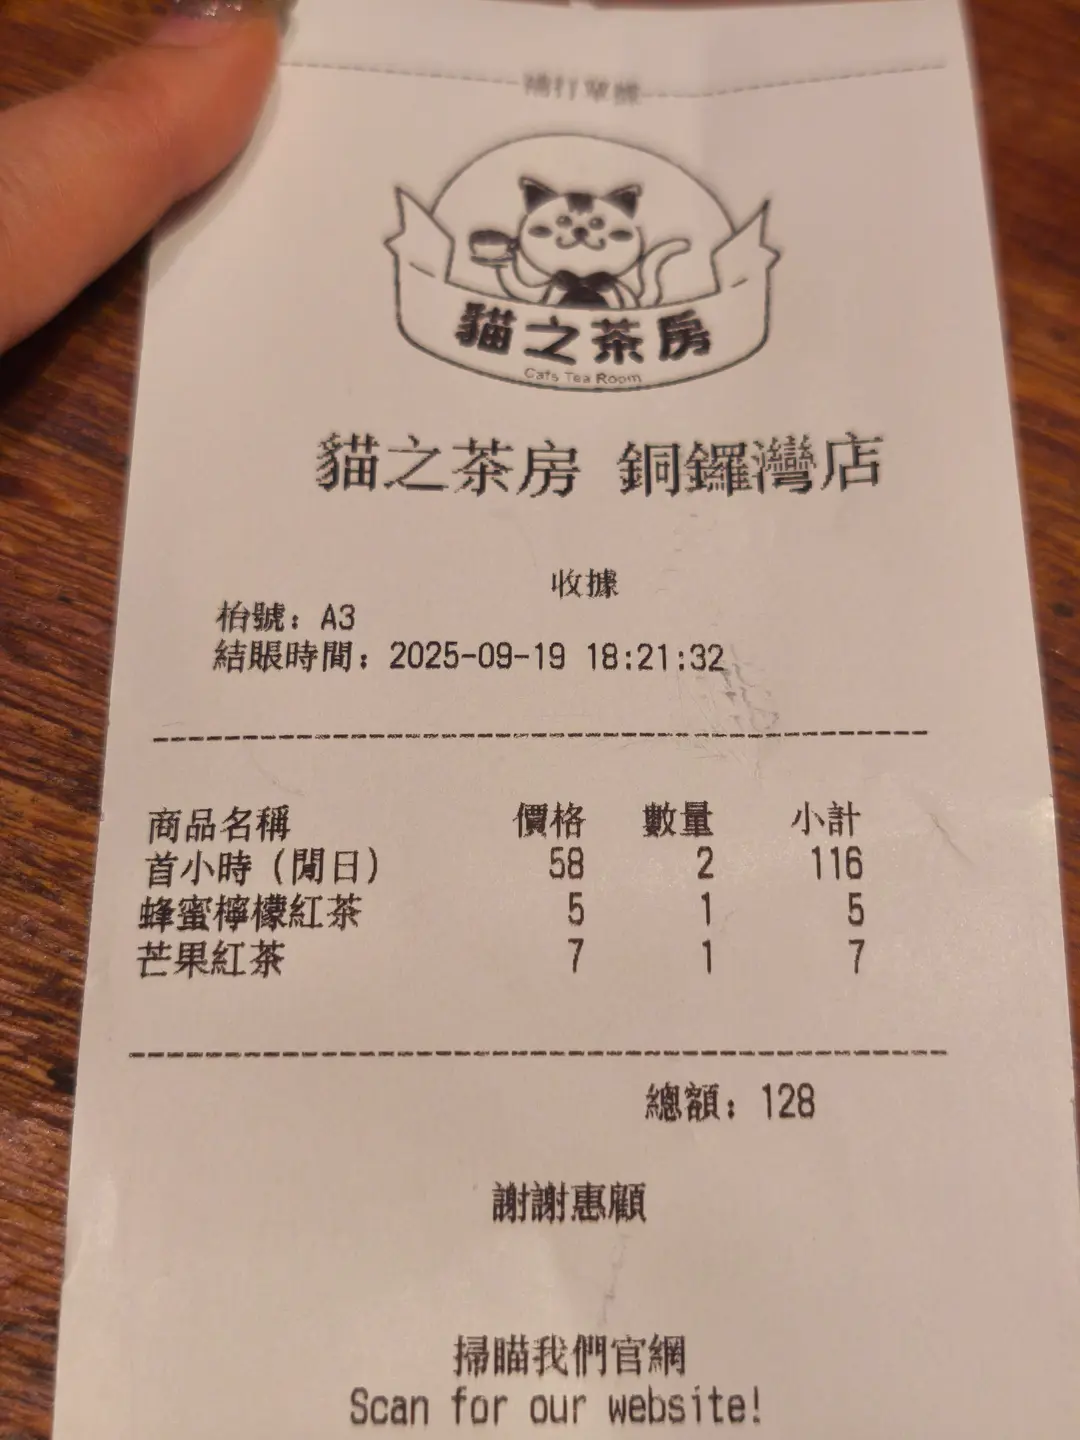 補打單據
貓之茶房
Cats Tea Room
貓之茶房 銅鑼灣店
收據
枱號: A3
結賬時間: 2025-09-19 18:21:32
商品名稱 價格 數量 小計
首小時(閒日) 58 2 116
蜂蜜檸檬紅茶 5 1 5
芒果紅茶 7 1 7
總額: 128
謝謝惠顧
掃瞄我們官網
Scan for our website!